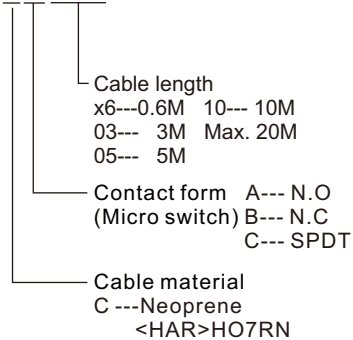 Cable length
x6---0.6M 10--- 10M
03--- 3M Max. 20M
05--- 5M
Contact form A--- N.O
(Micro switch) B--- N.C
C--- SPDT
Cable material
C ---Neoprene
<HAR>HO7RN